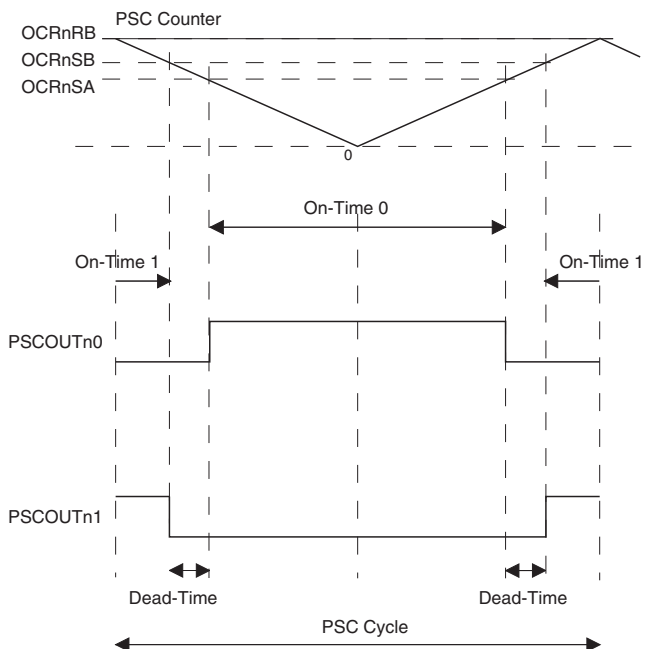 PSC Counter
OCRnRB
OCRnSB
OCRnSA
0
On-Time 0
On-Time 1
On-Time 1
PSCOUTn0
PSCOUTn1
Dead-Time
Dead-Time
PSC Cycle